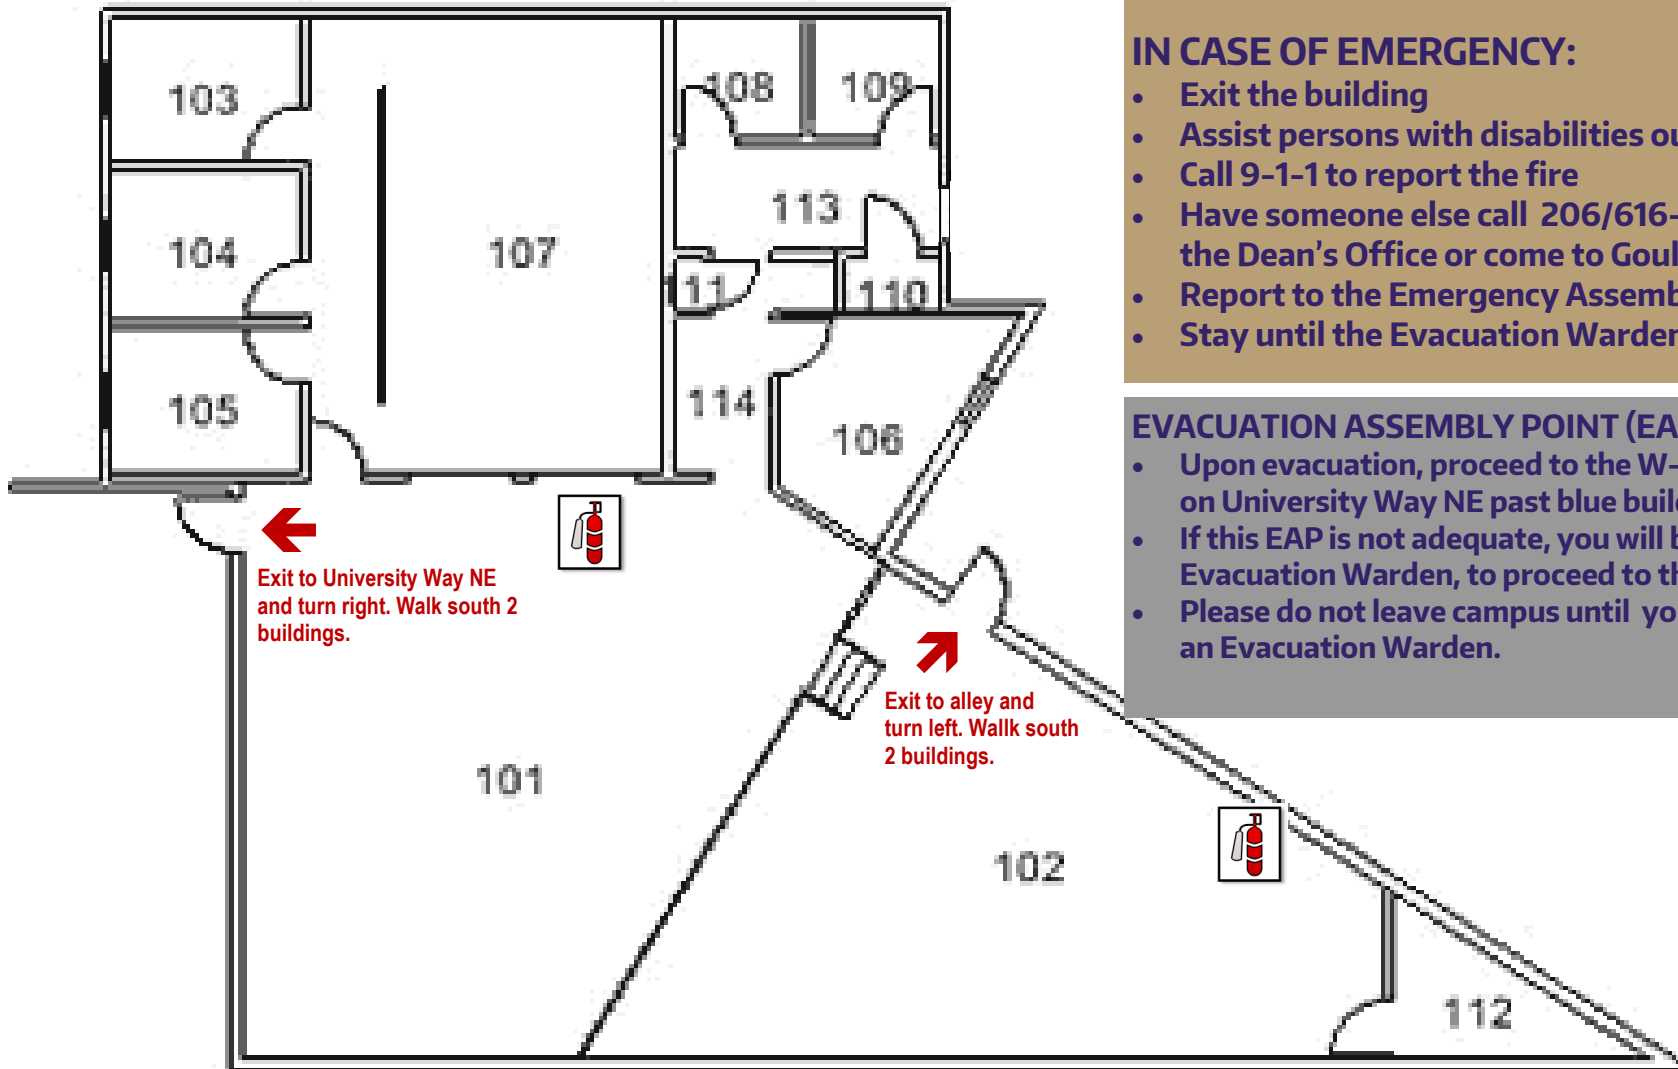 103
108
109
104
107
113
111
110
105
114
106
101
102
112
Exit to University Way NE
and turn right. Walk south 2
buildings.
Exit to alley and
turn left. Wallk south
2 buildings.
IN CASE OF EMERGENCY:
• Exit the building
• Assist persons with disabilities ou
• Call 9-1-1 to report the fire
• Have someone else call 206/616-
the Dean's Office or come to Goul
• Report to the Emergency Assemb
• Stay until the Evacuation Warden
EVACUATION ASSEMBLY POINT (EA
• Upon evacuation, proceed to the W-
on University Way NE past blue build
• If this EAP is not adequate, you will b
Evacuation Warden, to proceed to th
• Please do not leave campus until yo
an Evacuation Warden.